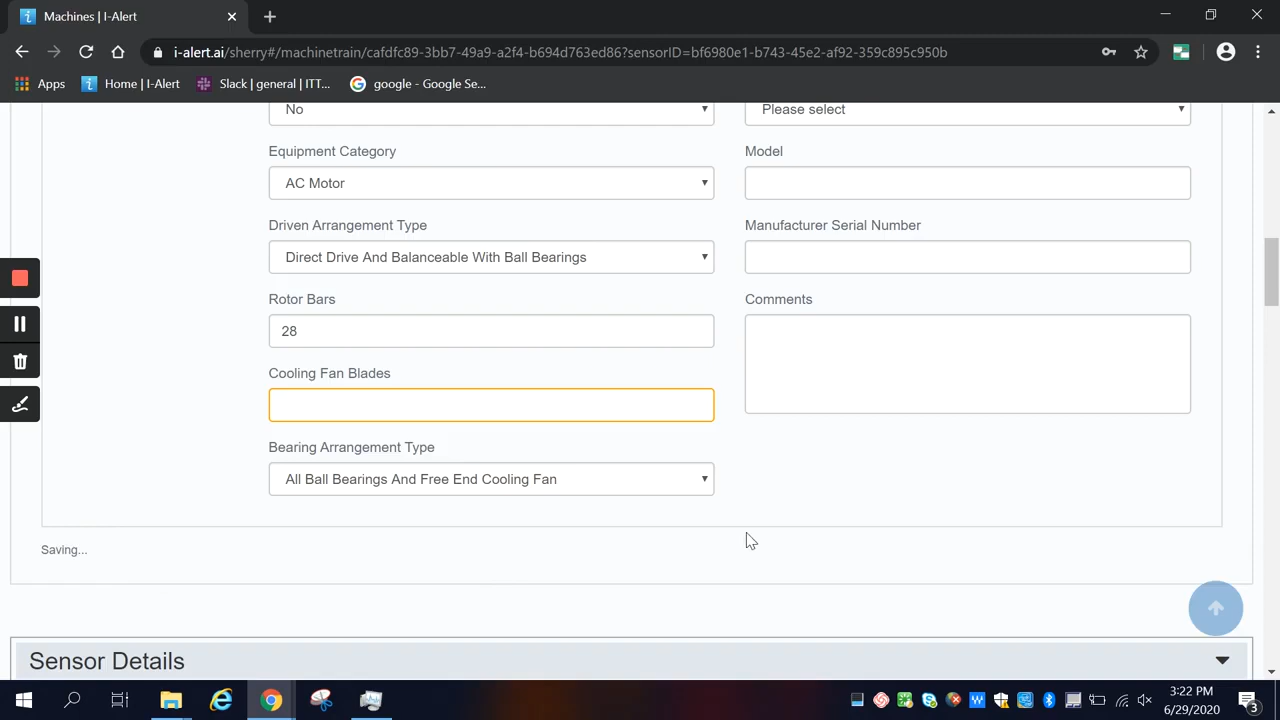 Machines | I-Alert
i-alert.ai/sherry#/machinetrain/cafdfc89-3bb7-49a9-a2f4-b694d763ed86?sensorID=bf6980e1-b743-45e2-af92-359c895c950b
Apps Home | I-Alert Slack | general | ITT... google - Google Se...
No Please select
Equipment Category Model
AC Motor
Driven Arrangement Type Manufacturer Serial Number
Direct Drive And Balanceable With Ball Bearings
Rotor Bars Comments
28
Cooling Fan Blades
Bearing Arrangement Type
All Ball Bearings And Free End Cooling Fan
Saving...
Sensor Details
3:22 PM
6/29/2020
3